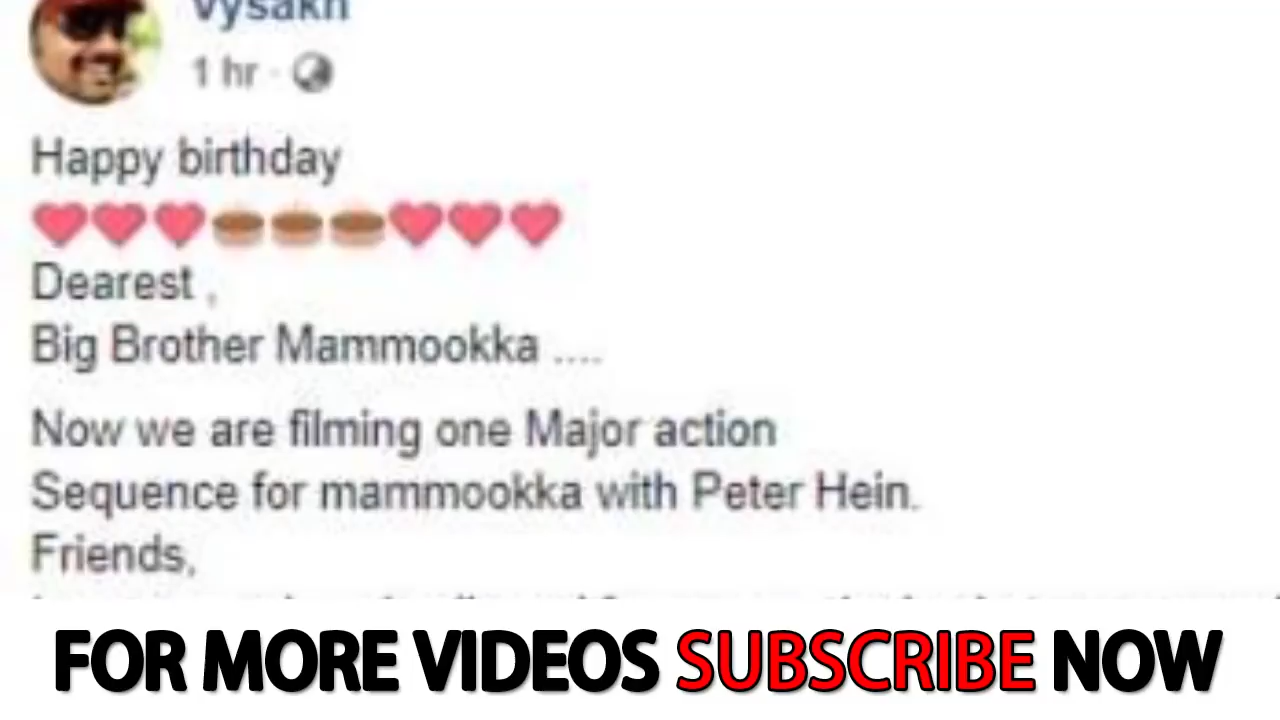 Vysakh
1 hr ·
Happy birthday
Dearest ,
Big Brother Mammookka ....
Now we are filming one Major action
Sequence for mammookka with Peter Hein.
Friends,
FOR MORE VIDEOS SUBSCRIBE NOW